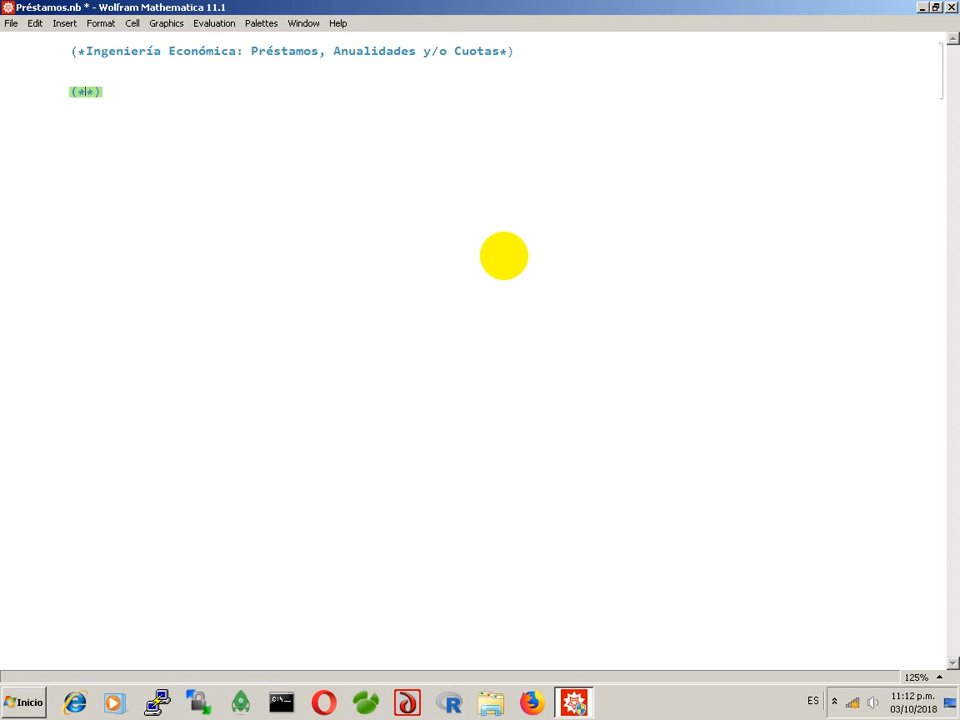 Préstamos.nb * - Wolfram Mathematica 11.1
File Edit Insert Format Cell Graphics Evaluation Palettes Window Help
(*Ingeniería Económica: Préstamos, Anualidades y/o Cuotas*)
(**)
125%
Inicio
ES
11:12 p.m.
03/10/2018